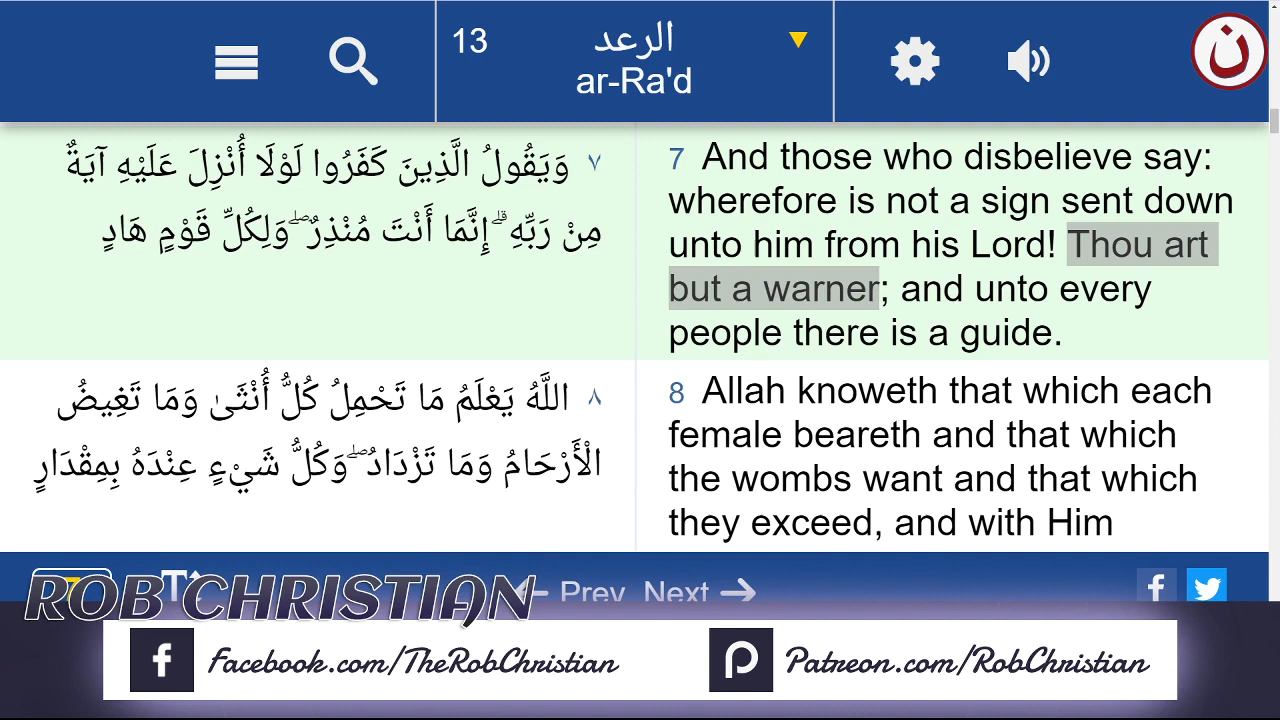 13
الرعد
ar-Ra'd
ن
٧ وَيَقُولُ الَّذِينَ كَفَرُوا لَوْلَا أُنْزِلَ عَلَيْهِ آيَةٌ
مِنْ رَبِّهِ ۗ إِنَّمَا أَنْتَ مُنْذِرٌ ۖ وَلِكُلِّ قَوْمٍ هَادٍ
7 And those who disbelieve say:
wherefore is not a sign sent down
unto him from his Lord! Thou art
but a warner; and unto every
people there is a guide.
٨ اللَّهُ يَعْلَمُ مَا تَحْمِلُ كُلُّ أُنْثَىٰ وَمَا تَغِيضُ
الْأَرْحَامُ وَمَا تَزْدَادُ ۖ وَكُلُّ شَيْءٍ عِنْدَهُ بِمِقْدَارٍ
8 Allah knoweth that which each
female beareth and that which
the wombs want and that which
they exceed, and with Him
Prev Next
ROB CHRISTIAN
Facebook.com/TheRobChristian
Patreon.com/RobChristian